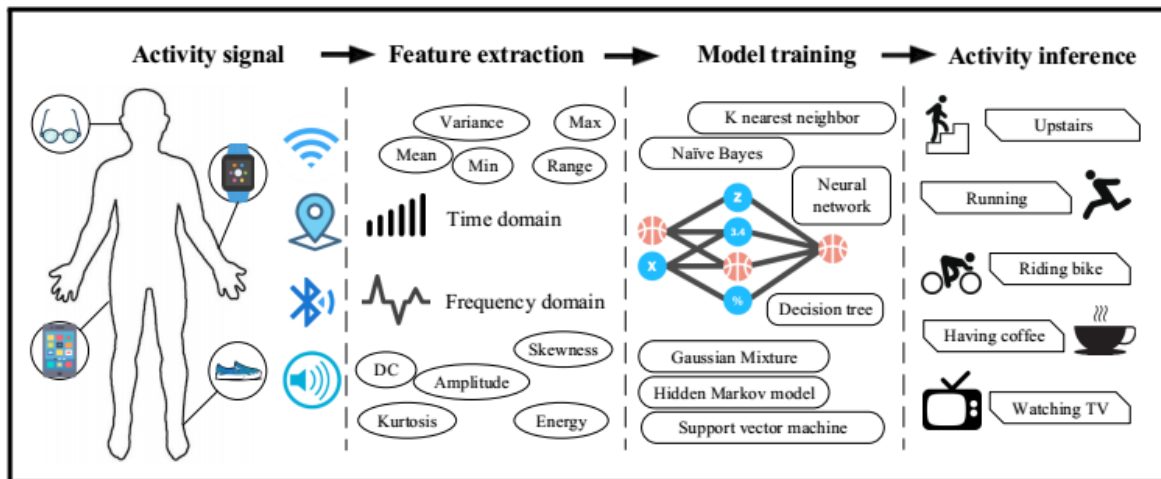 Activity signal
Feature extraction
Model training
Activity inference
Variance
Max
Mean
Min
Range
Time domain
Frequency domain
Skewness
DC
Amplitude
Kurtosis
Energy
K nearest neighbor
Naïve Bayes
Neural
network
Z
3.4
X
%
Decision tree
Gaussian Mixture
Hidden Markov model
Support vector machine
Upstairs
Running
Riding bike
Having coffee
Watching TV